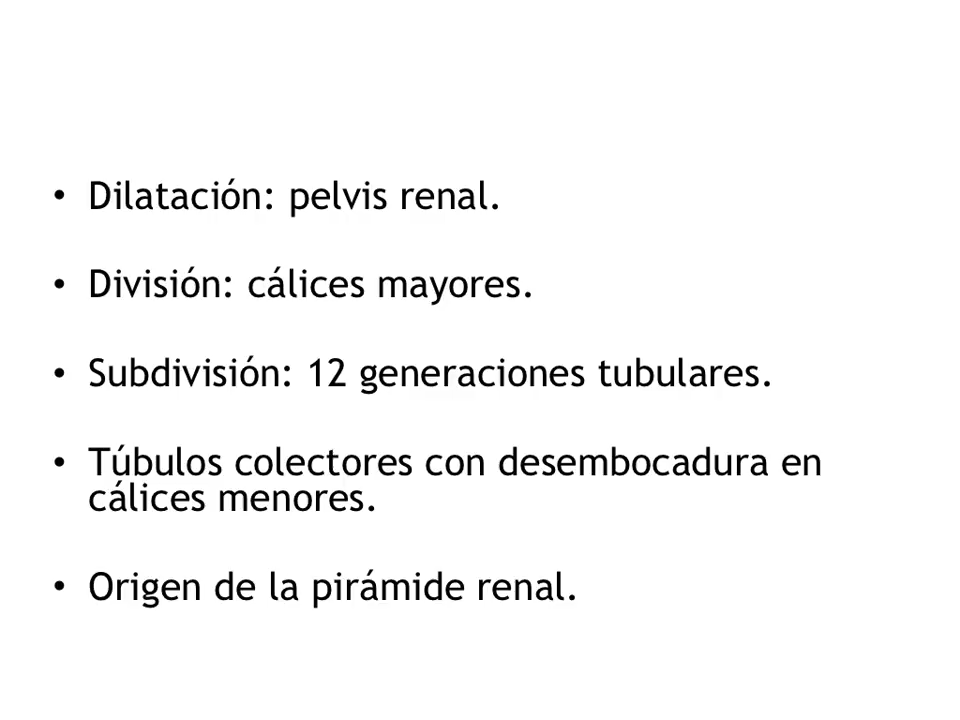 • Dilatación: pelvis renal.
• División: cálices mayores.
• Subdivisión: 12 generaciones tubulares.
• Túbulos colectores con desembocadura en
cálices menores.
• Origen de la pirámide renal.